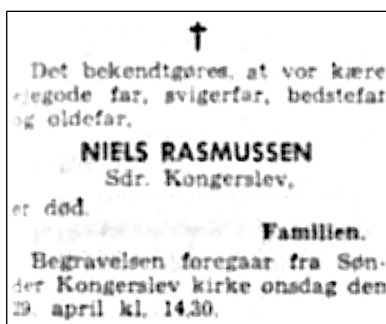 Det bekendtgøres, at vor kære
ejegode far, svigerfar, bedstefar
og oldefar,
NIELS RASMUSSEN
Sdr. Kongerslev,
er død.
Familien.
Begravelsen foregaar fra Søn-
der Kongerslev kirke onsdag den
29. april kl. 14,30.